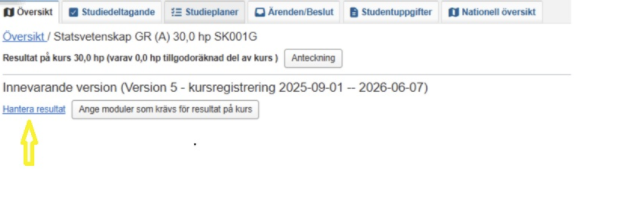 Översikt Studiedeltagande Studieplaner Ärenden/Beslut Studentuppgifter Nationell översikt
Översikt / Statsvetenskap GR (A) 30,0 hp SK001G
Resultat på kurs 30,0 hp (varav 0,0 hp tillgodoräknad del av kurs ) Anteckning
Innevarande version (Version 5 - kursregistrering 2025-09-01 -- 2026-06-07)
Hantera resultat Ange moduler som krävs för resultat på kurs